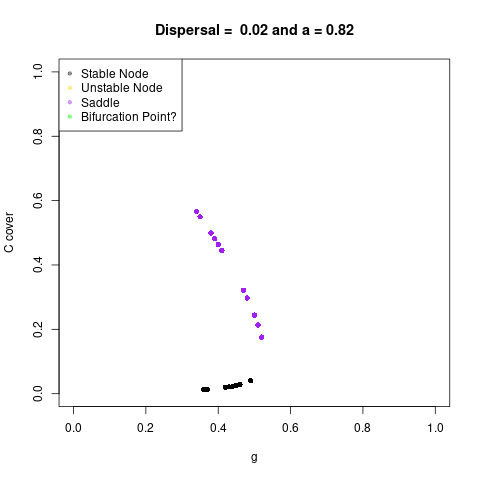 Dispersal = 0.02 and a = 0.82
Stable Node
Unstable Node
Saddle
Bifurcation Point?
C cover
1.0
0.8
0.6
0.4
0.2
0.0
0.0 0.2 0.4 0.6 0.8 1.0
g